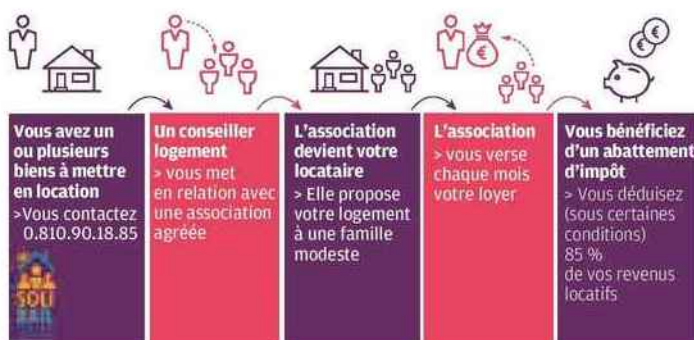 Vous avez un
ou plusieurs
biens à mettre
en location
>Vous contactez
0.810.90.18.85
SOLI
BAIL
Un conseiller
logement
> vous met
en relation avec
une association
agréée
L'association
devient votre
locataire
> Elle propose
votre logement
à une famille
modeste
L'association
> vous verse
chaque mois
votre loyer
Vous bénéficiez
d'un abattement
d'impôt
> Vous déduisez
(sous certaines
conditions)
85 %
de vos revenus
locatifs
€